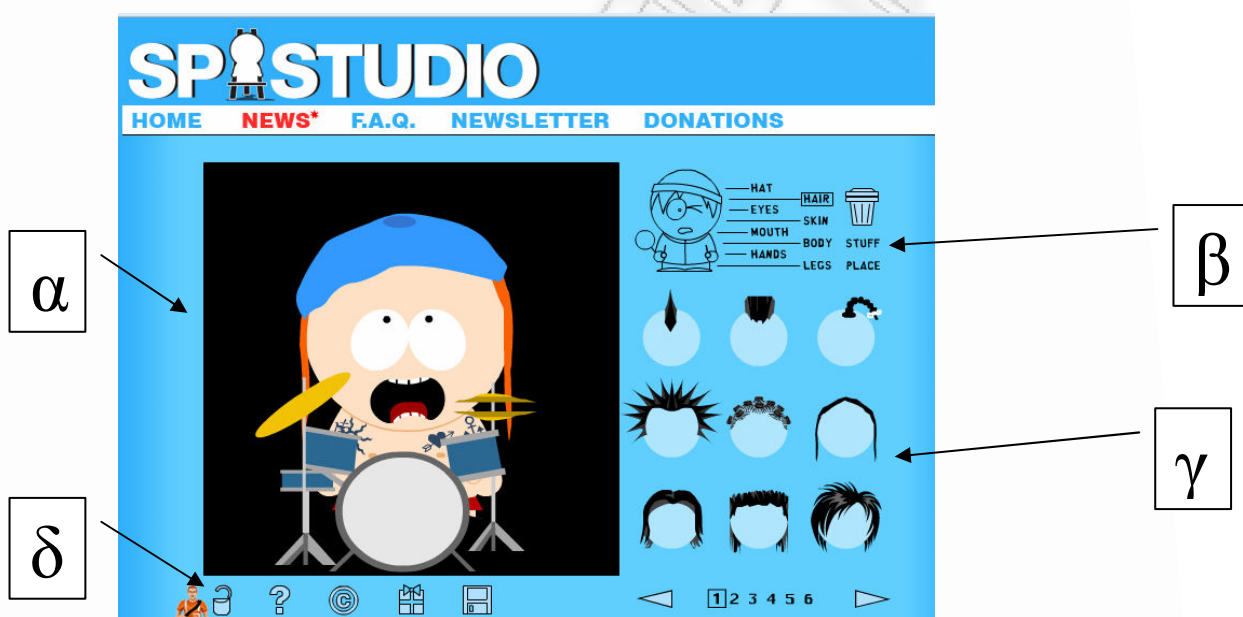 SP STUDIO
HOME NEWS* F.A.Q. NEWSLETTER DONATIONS
HAT
HAIR
EYES
SKIN
MOUTH
BODY STUFF
HANDS
LEGS PLACE
α
β
γ
δ
? © 1 2 3 4 5 6